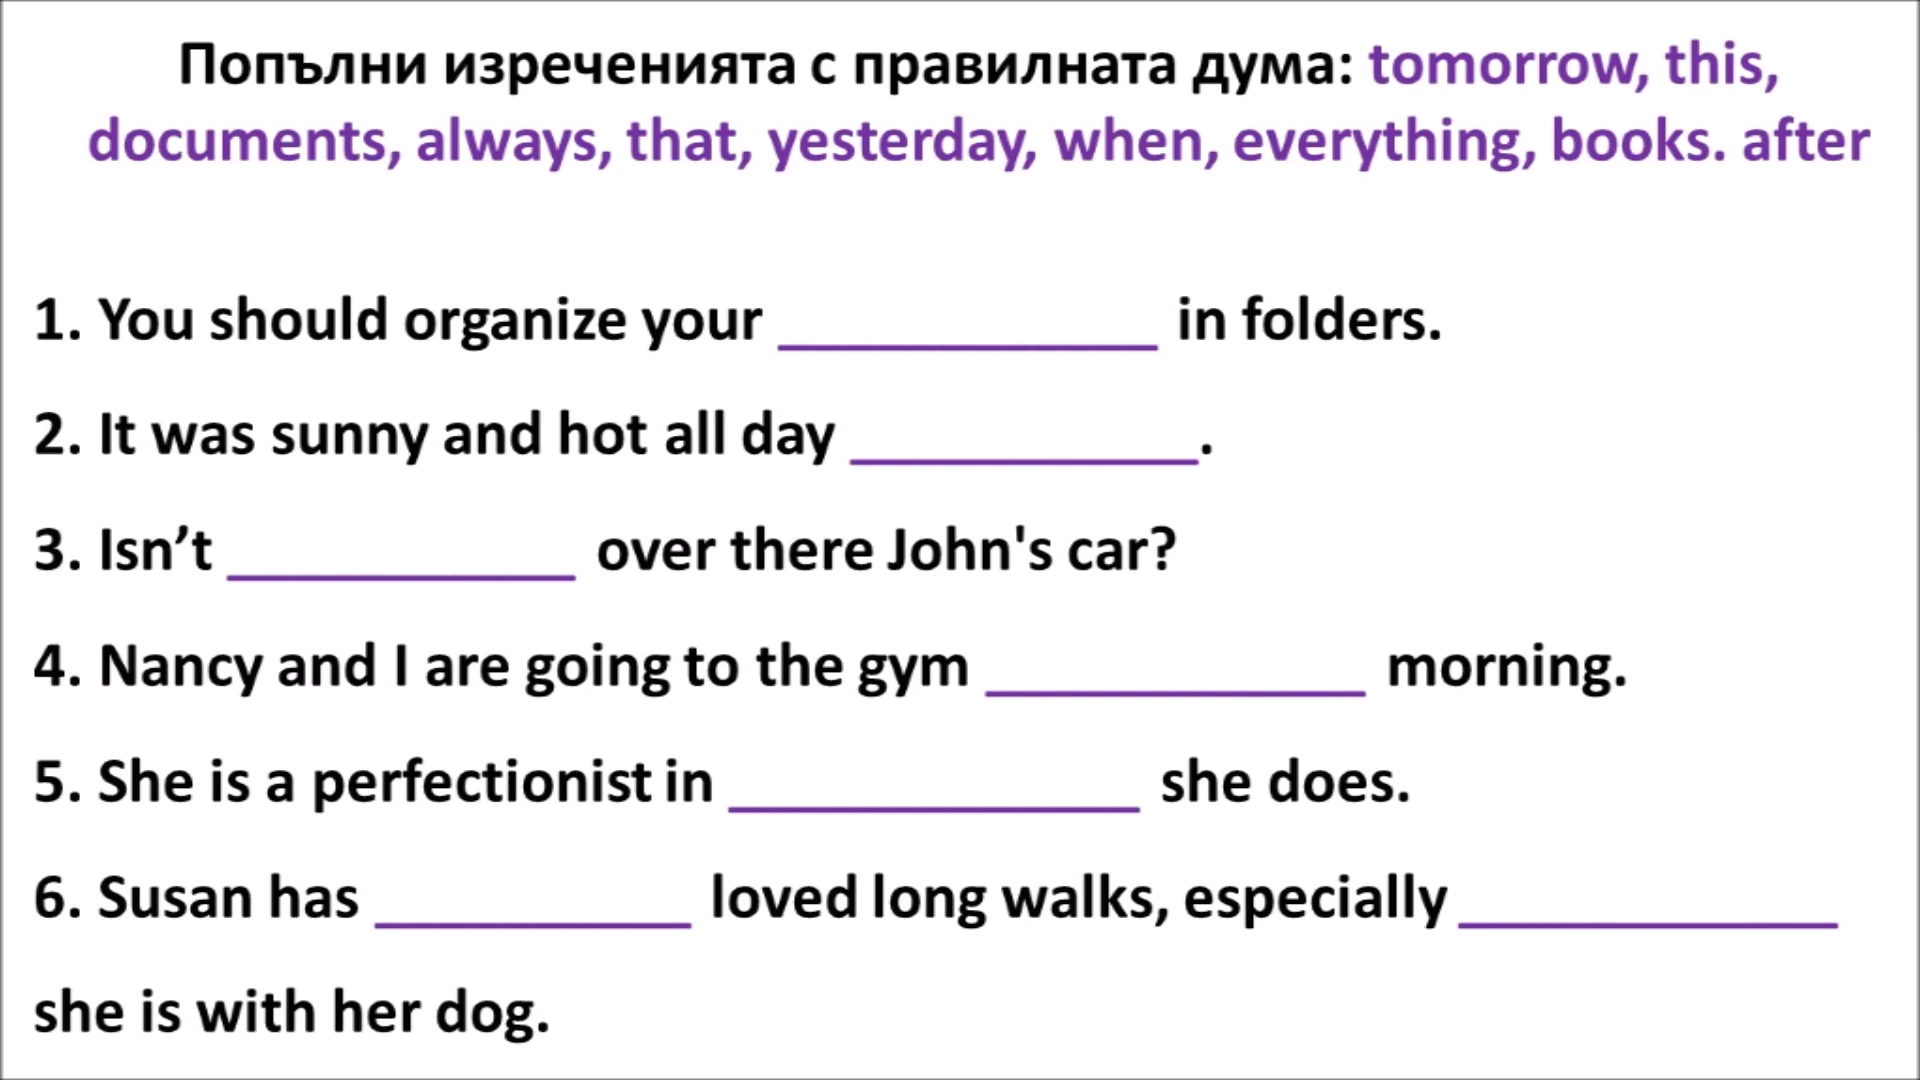 Попълни изреченията с правилната дума: tomorrow, this,
documents, always, that, yesterday, when, everything, books. after
1. You should organize your ____________ in folders.
2. It was sunny and hot all day ___________.
3. Isn’t ___________ over there John's car?
4. Nancy and I are going to the gym ____________ morning.
5. She is a perfectionist in _____________ she does.
6. Susan has __________ loved long walks, especially ____________
she is with her dog.